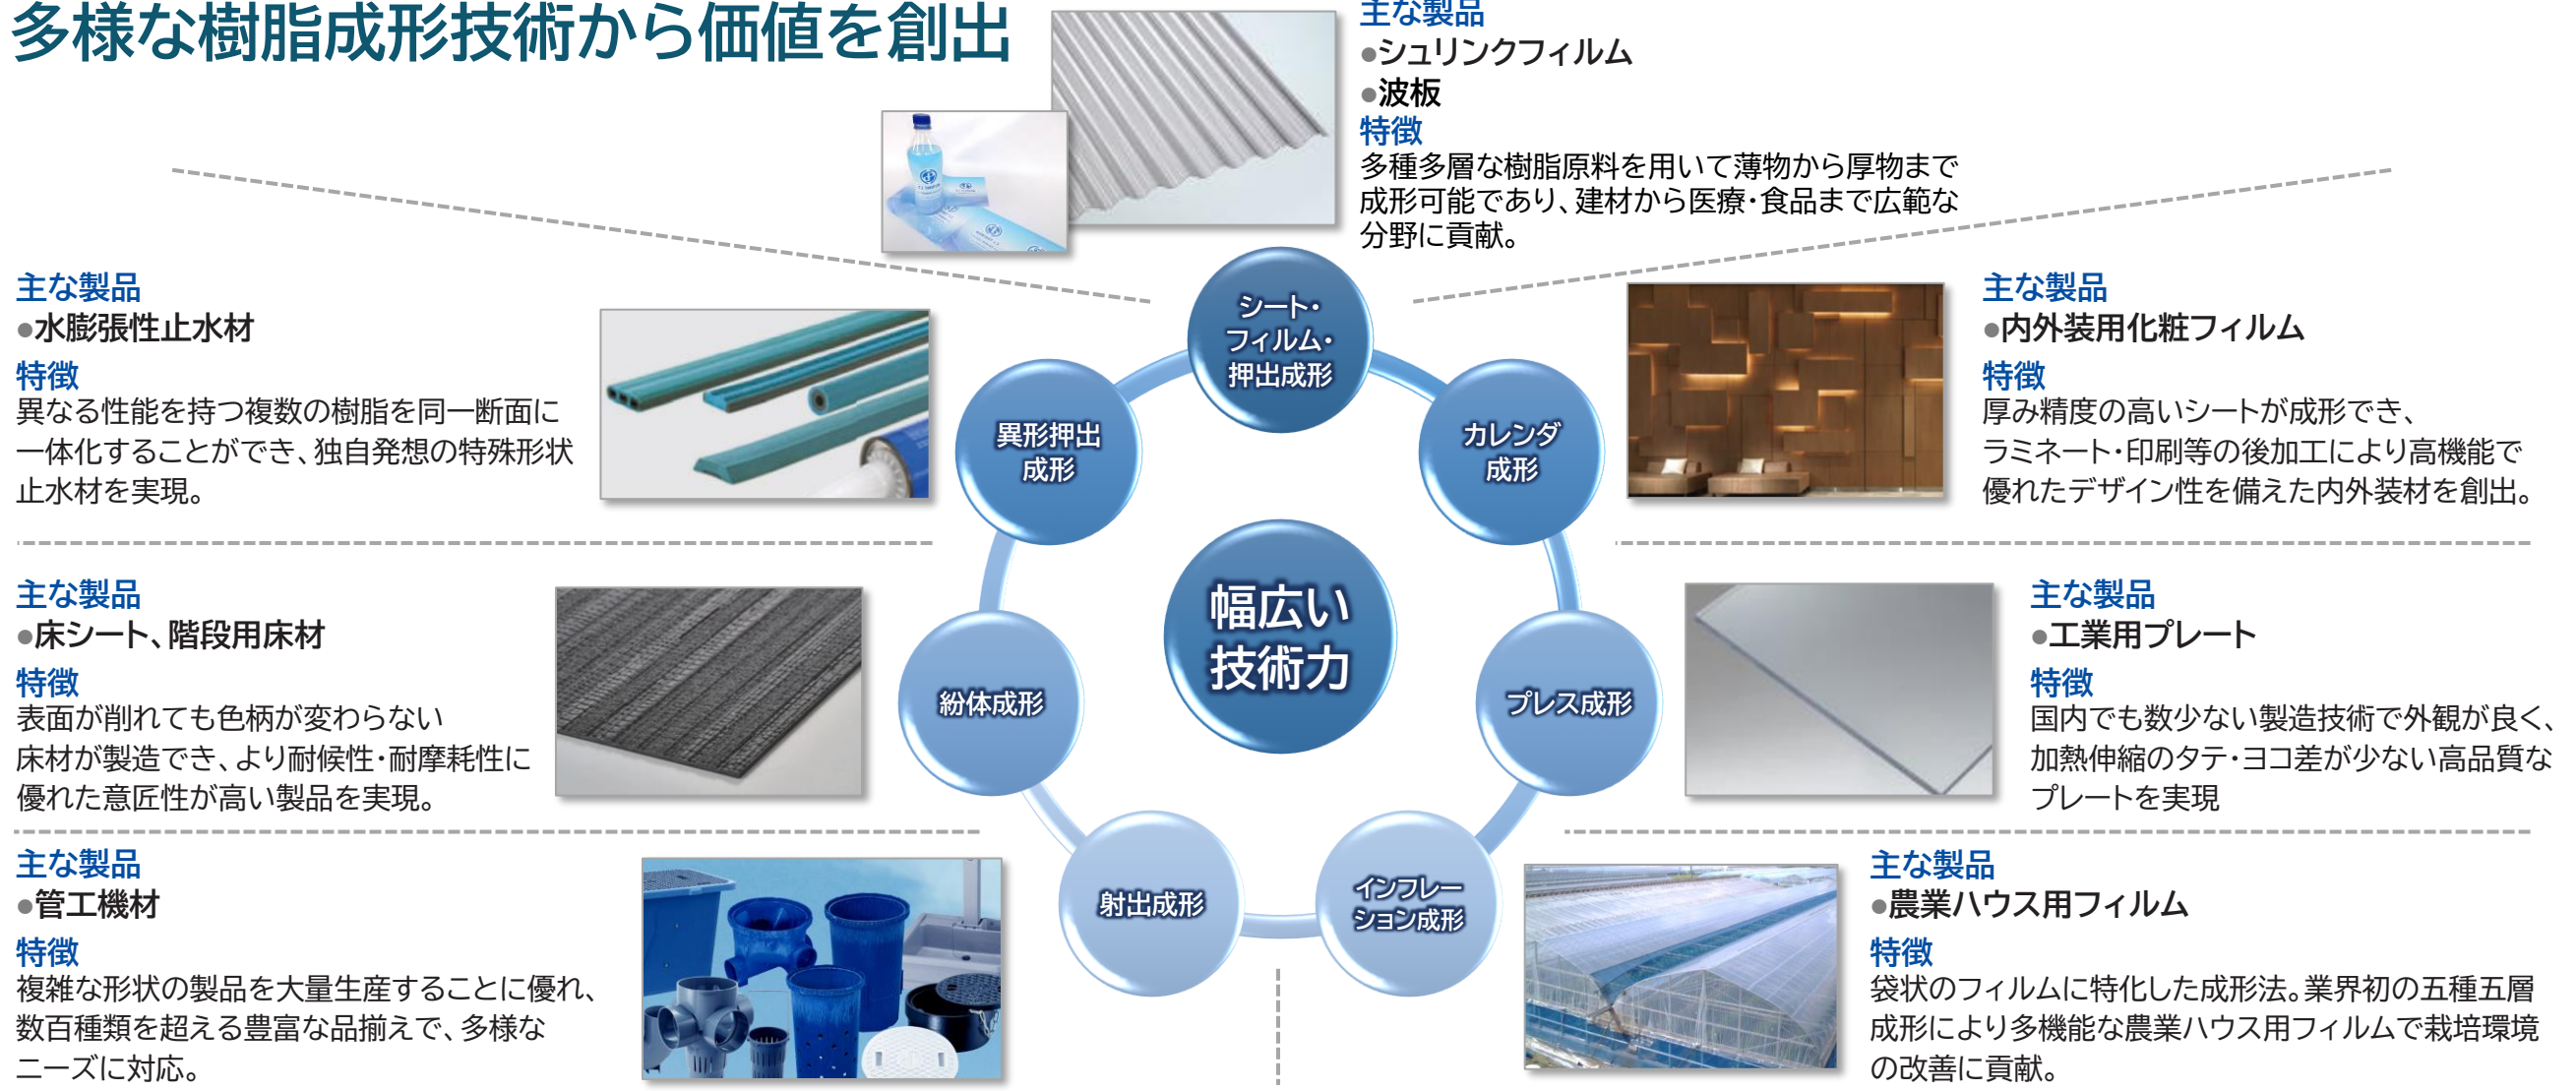 多様な樹脂成形技術から価値を創出
主な製品
●シュリンクフィルム
●波板
特徴
多種多層な樹脂原料を用いて薄物から厚物まで
成形可能であり、建材から医療・食品まで広範な
分野に貢献。
主な製品
●水膨張性止水材
特徴
異なる性能を持つ複数の樹脂を同一断面に
一体化することができ、独自発想の特殊形状
止水材を実現。
主な製品
●内外装用化粧フィルム
特徴
厚み精度の高いシートが成形でき、
ラミネート・印刷等の後加工により高機能で
優れたデザイン性を備えた内外装材を創出。
シート・
フィルム・
押出成形
異形押出
成形
カレンダ
成形
幅広い
技術力
紛体成形
プレス成形
射出成形
インフレー
ション成形
主な製品
●床シート、階段用床材
特徴
表面が削れても色柄が変わらない
床材が製造でき、より耐候性・耐摩耗性に
優れた意匠性が高い製品を実現。
主な製品
●工業用プレート
特徴
国内でも数少ない製造技術で外観が良く、
加熱伸縮のタテ・ヨコ差が少ない高品質な
プレートを実現
主な製品
●管工機材
特徴
複雑な形状の製品を大量生産することに優れ、
数百種類を超える豊富な品揃えで、多様な
ニーズに対応。
主な製品
●農業ハウス用フィルム
特徴
袋状のフィルムに特化した成形法。業界初の五種五層
成形により多機能な農業ハウス用フィルムで栽培環境
の改善に貢献。